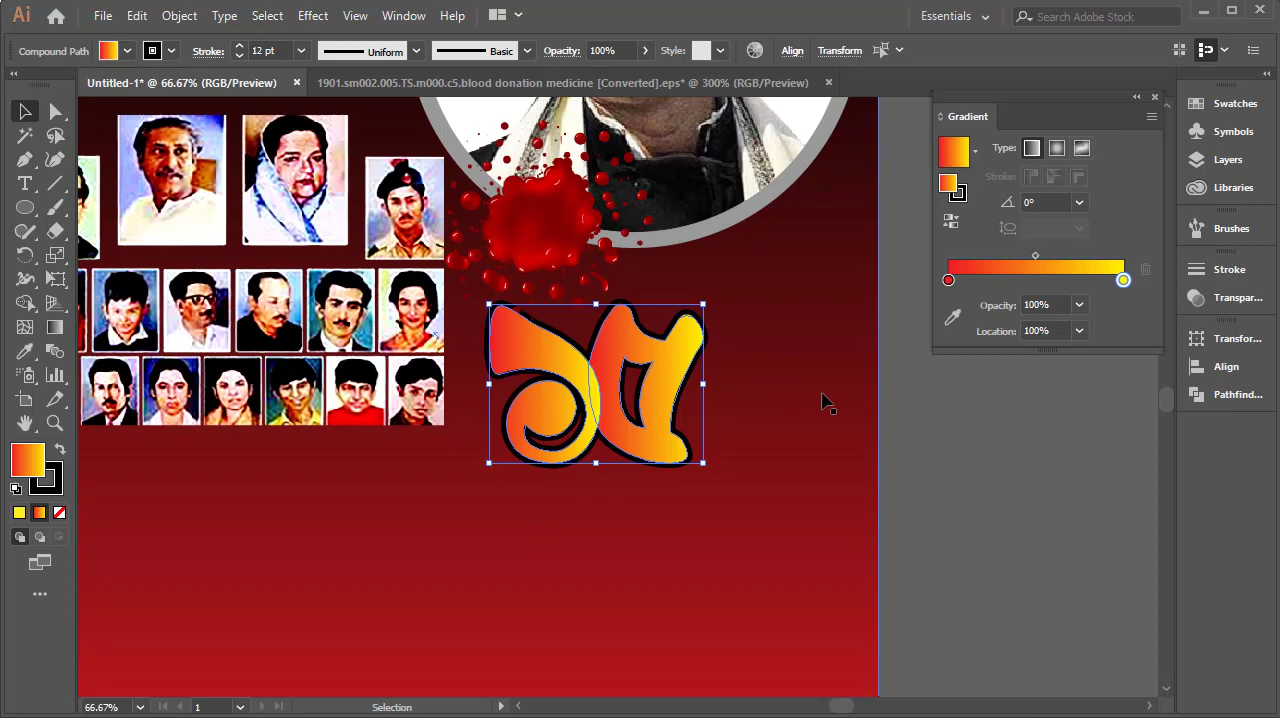 Ai File Edit Object Type Select Effect View Window Help Essentials Search Adobe Stock
Compound Path Stroke: 12 pt Uniform Basic Opacity: 100% Style: Align Transform
Untitled-1* @ 66.67% (RGB/Preview) 1901.sm002.005.TS.m000.c5.blood donation medicine [Converted].eps* @ 300% (RGB/Preview)
Gradient
Type:
Stroke:
0°
Opacity: 100%
Location: 100%
Swatches
Symbols
Layers
Libraries
Brushes
Stroke
Transpar...
Transfor...
Align
Pathfind...
১৫
66.67% 1 Selection